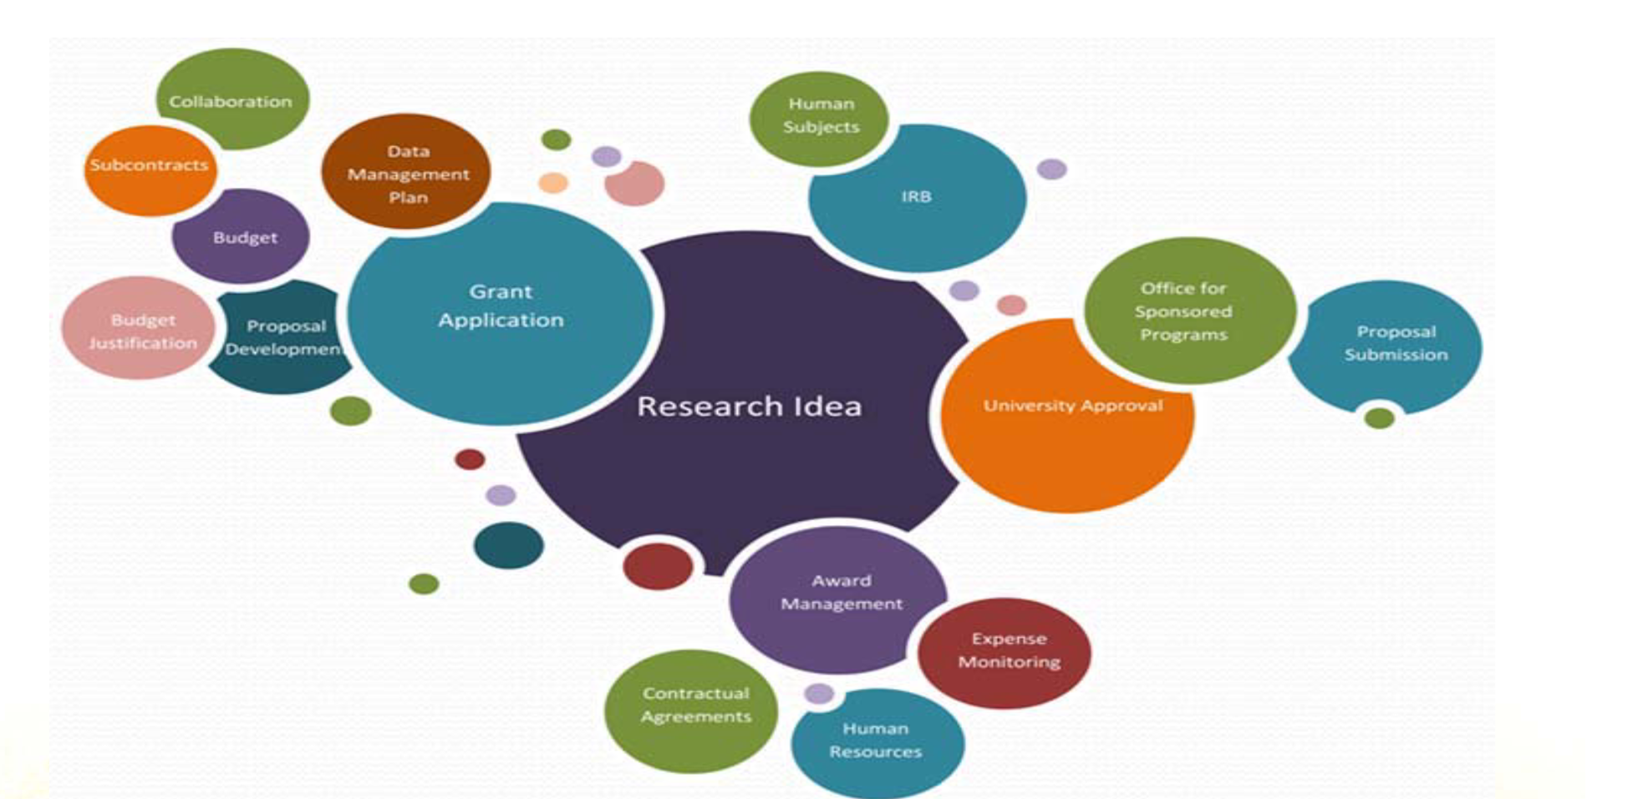 Collaboration
Subcontracts
Budget
Budget
Justification
Proposal
Developmen
Data
Management
Plan
Grant
Application
Research Idea
Human
Subjects
IRB
Office for
Sponsored
Programs
Proposal
Submission
University Approval
Award
Management
Expense
Monitoring
Contractual
Agreements
Human
Resources